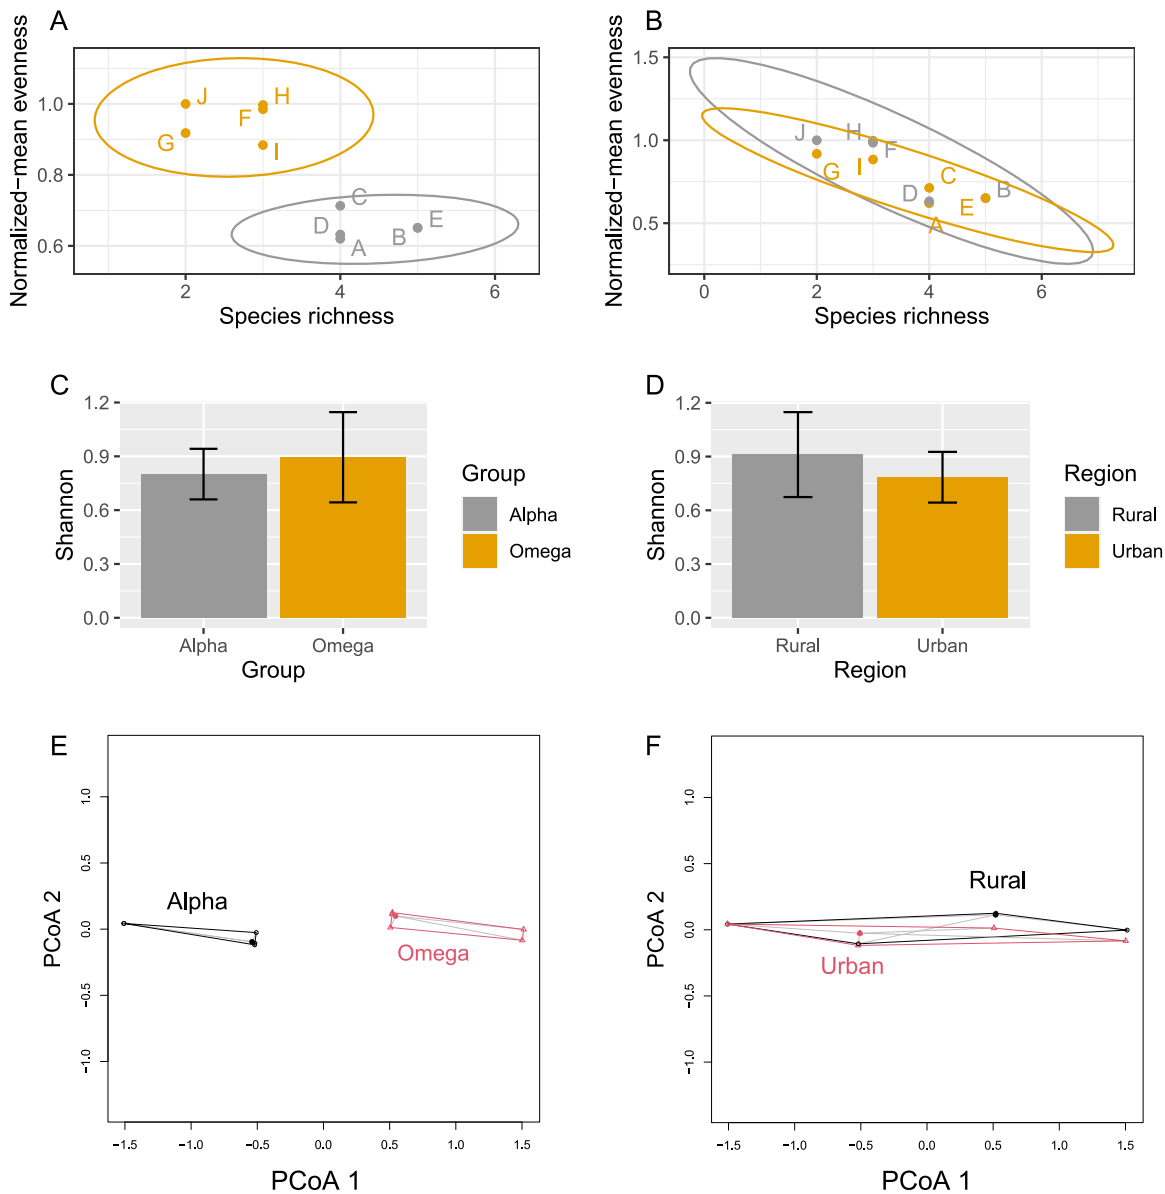 A
Normalized-mean evenness
1.0
0.8
0.6
J
H
F
G
I
C
D
E
B
A
2
4
6
Species richness
B
Normalized-mean evenness
1.5
1.0
0.5
J
H
F
G
I
C
D
B
E
A
0
2
4
6
Species richness
C
Shannon
1.2
0.9
0.6
0.3
0.0
Alpha
Omega
Group
Group
Alpha
Omega
D
Shannon
1.2
0.9
0.6
0.3
0.0
Rural
Urban
Region
Region
Rural
Urban
E
PCoA 2
1.0
0.5
0.0
-0.5
-1.0
Alpha
Omega
-1.5
-1.0
-0.5
0.0
0.5
1.0
1.5
PCoA 1
F
PCoA 2
1.0
0.5
0.0
-0.5
-1.0
Rural
Urban
-1.5
-1.0
-0.5
0.0
0.5
1.0
1.5
PCoA 1